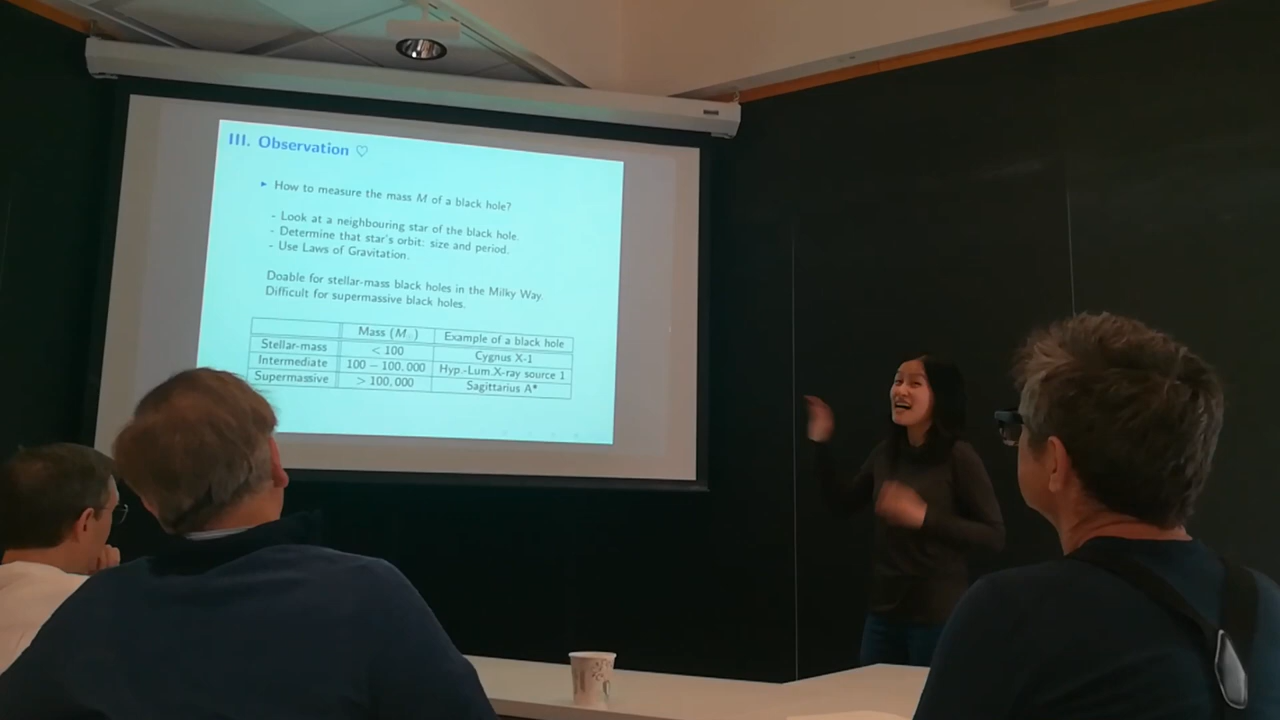 III. Observation ♡
▸ How to measure the mass M of a black hole?
- Look at a neighbouring star of the black hole.
- Determine that star's orbit: size and period.
- Use Laws of Gravitation.
Doable for stellar-mass black holes in the Milky Way.
Difficult for supermassive black holes.
Mass (M☉) Example of a black hole
Stellar-mass < 100 Cygnus X-1
Intermediate 100 − 100,000 Hyp.-Lum.X-ray source 1
Supermassive > 100,000 Sagittarius A*